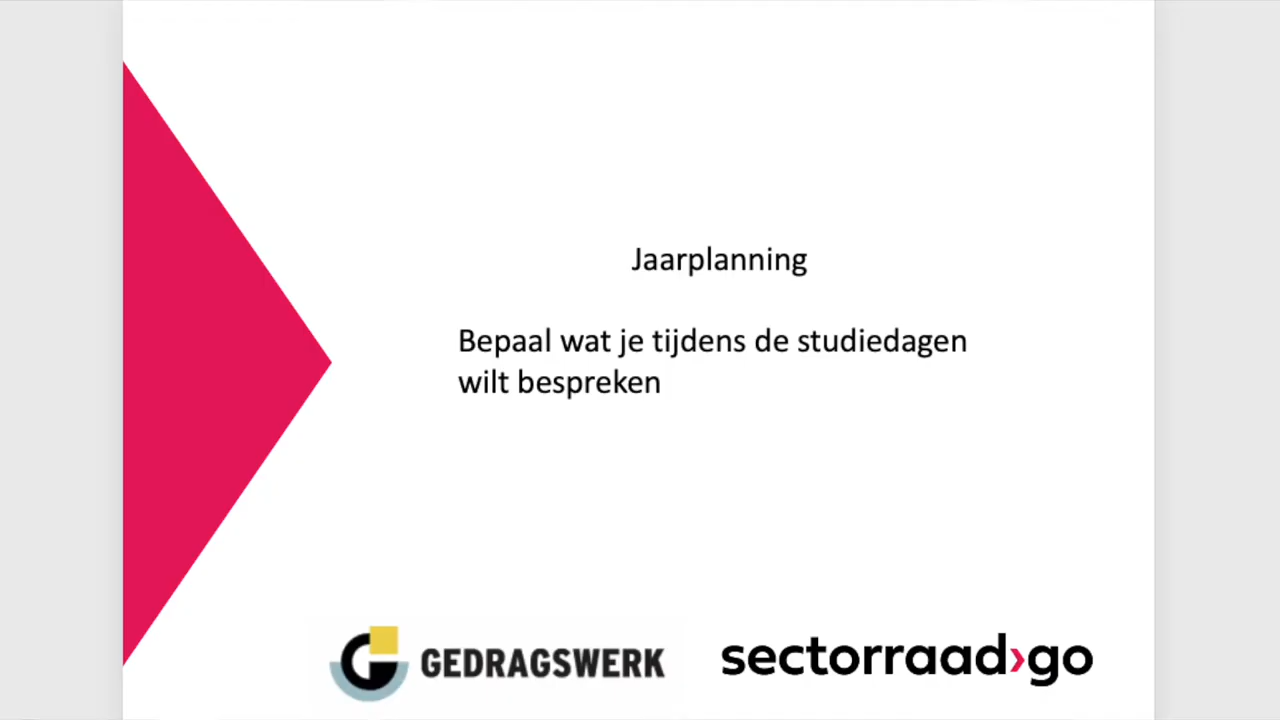 Jaarplanning
Bepaal wat je tijdens de studiedagen
wilt bespreken
GEDRAGSWERK
sectorraad›go